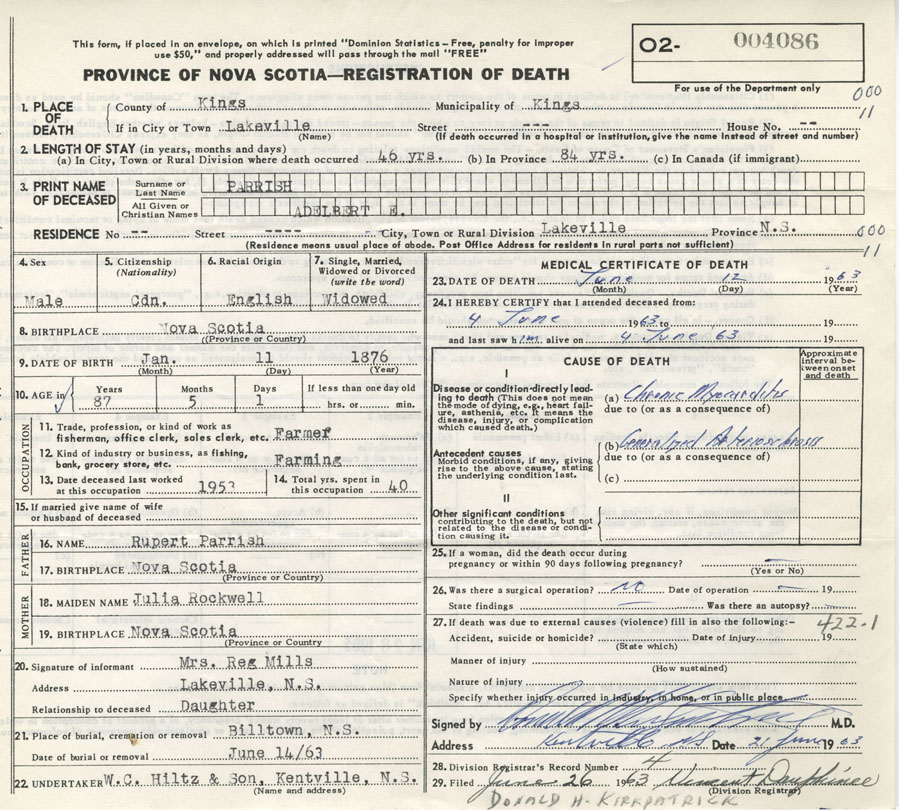 This form, if placed in an envelope, on which is printed "Dominion Statistics – Free, penalty for improper
use $50," and properly addressed will pass through the mail "FREE"
O2- 004086
PROVINCE OF NOVA SCOTIA—REGISTRATION OF DEATH
For use of the Department only
000
11
1. PLACE OF DEATH
County of Kings Municipality of Kings
If in City or Town Lakeville Street --- House No. --
(Name) (If death occurred in a hospital or institution, give the name instead of street and number)
2. LENGTH OF STAY (in years, months and days)
(a) In City, Town or Rural Division where death occurred 46 yrs. (b) In Province 84 yrs. (c) In Canada (if immigrant)
3. PRINT NAME OF DECEASED
Surname or Last Name PARRISH
All Given or Christian Names ADELBERT E.
RESIDENCE No -- Street ---- City, Town or Rural Division Lakeville Province N.S.
(Residence means usual place of abode. Post Office Address for residents in rural parts not sufficient)
000
11
4. Sex
Male
5. Citizenship
(Nationality)
Cdn.
6. Racial Origin
English
7. Single, Married,
Widowed or Divorced
(write the word)
Widowed
8. BIRTHPLACE Nova Scotia
(Province or Country)
9. DATE OF BIRTH Jan. 11 1876
(Month) (Day) (Year)
10. AGE in Years Months Days If less than one day old
87 5 1 hrs. or min.
OCCUPATION
11. Trade, profession, or kind of work as
fisherman, office clerk, sales clerk, etc. Farmer
12. Kind of industry or business, as fishing,
bank, grocery store, etc. Farming
13. Date deceased last worked
at this occupation
14. Total yrs. spent in
this occupation 40
15. If married give name of wife
or husband of deceased
FATHER
16. NAME Rupert Parrish
17. BIRTHPLACE Nova Scotia
(Province or Country)
MOTHER
18. MAIDEN NAME Julia Rockwell
19. BIRTHPLACE Nova Scotia
(Province or Country)
20. Signature of informant Mrs. Reg Mills
Address Lakeville, N.S.
Relationship to deceased Daughter
21. Place of burial, cremation or removal Billtown, N.S.
Date of burial or removal June 14/63
22. UNDERTAKER W.C. Hiltz & Son, Kentville, N.S.
(Name and address)
MEDICAL CERTIFICATE OF DEATH
23. DATE OF DEATH June 12 1963
(Month) (Day) (Year)
24. I HEREBY CERTIFY that I attended deceased from:
4 June 1963 to 19
and last saw him alive on 4 June 63 19
CAUSE OF DEATH
Approximate
interval be-
tween onset
and death
I
Disease or condition directly lead-
ing to death (This does not mean
the mode of dying, e.g., heart fail-
ure, asthenia, etc. It means the
disease, injury, or complication
which caused death.)
(a) Chronic Myocarditis
due to (or as a consequence of)
Antecedent causes
Morbid conditions, if any, giving
rise to the above cause, stating
the underlying condition last.
(b) Generalized Arteriosclerosis
due to (or as a consequence of)
(c)
II
Other significant conditions
contributing to the death, but not
related to the disease or condi-
tion causing it.
25. If a woman, did the death occur during
pregnancy or within 90 days following pregnancy? —
(Yes or No)
26. Was there a surgical operation? no Date of operation — 19
State findings — Was there an autopsy?
27. If death was due to external causes (violence) fill in also the following:– 422-1
Accident, suicide or homicide? Date of injury 19
(State which)
Manner of injury
(How sustained)
Nature of injury
Specify whether injury occurred in industry, in home, or in public place
Signed by M.D.
Address Kentville NS Date 21 June 1963
28. Division Registrar's Record Number 4
29. Filed June 26 1963 Vincent Dauphinee
(Division Registrar)
DONALD H. KIRKPATRICK